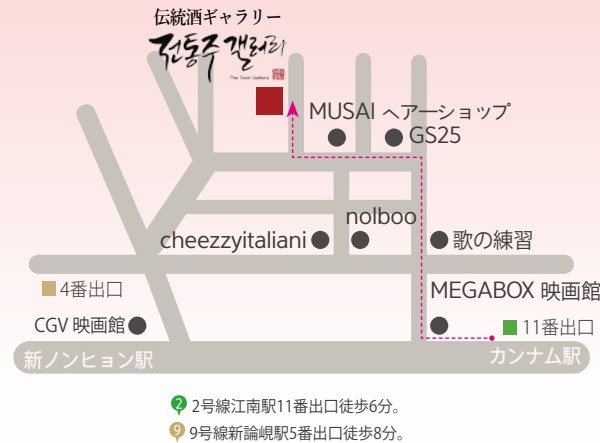 伝統酒ギャラリー
전통주 갤러리
The Sool Gallery
MUSAI ヘアーショップ
GS25
nolboo
cheezzyitaliani
歌の練習
4番出口
MEGABOX 映画館
CGV 映画館
11番出口
新ノンヒョン駅
カンナム駅
2 2号線江南駅11番出口徒歩6分。
9 9号線新論峴駅5番出口徒歩8分。